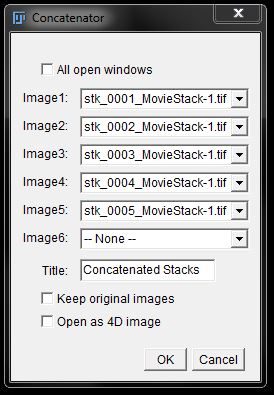 Concatenator
All open windows
Image1: stk_0001_MovieStack-1.tif
Image2: stk_0002_MovieStack-1.tif
Image3: stk_0003_MovieStack-1.tif
Image4: stk_0004_MovieStack-1.tif
Image5: stk_0005_MovieStack-1.tif
Image6: -- None --
Title: Concatenated Stacks
Keep original images
Open as 4D image
OK Cancel